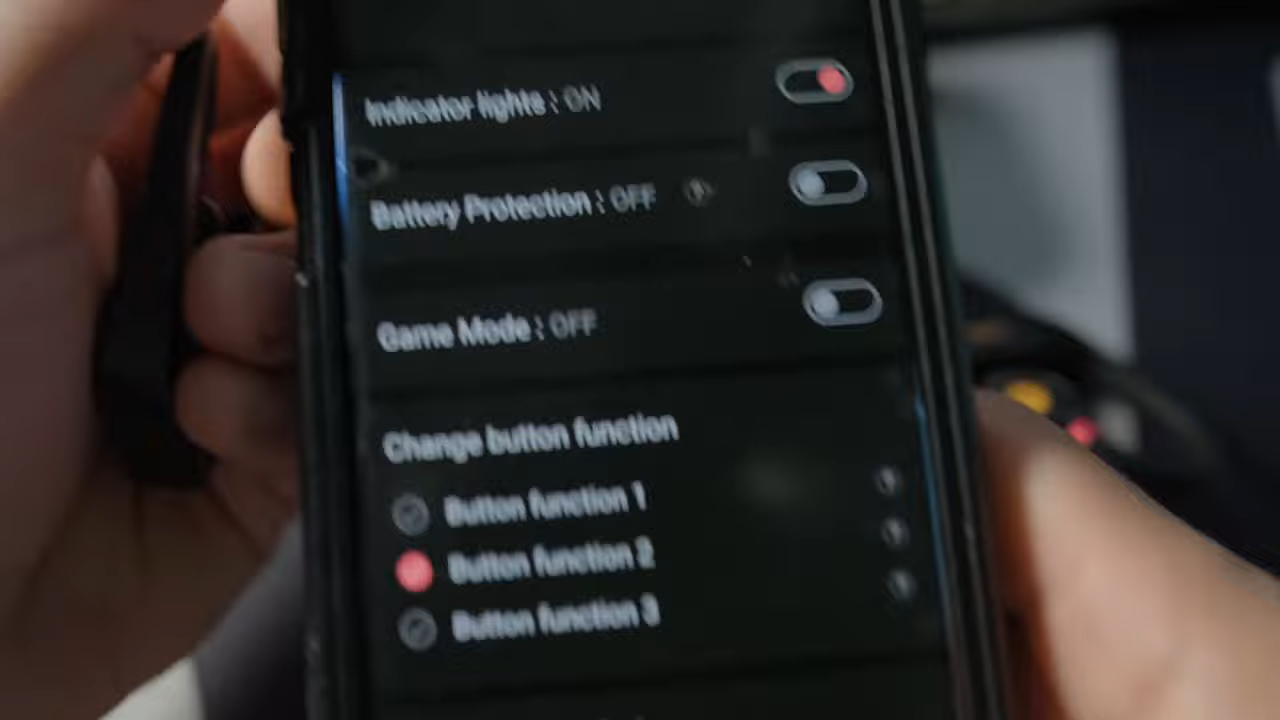 Indicator lights : ON
Battery Protection : OFF
Game Mode : OFF
Change button function
Button function 1
Button function 2
Button function 3